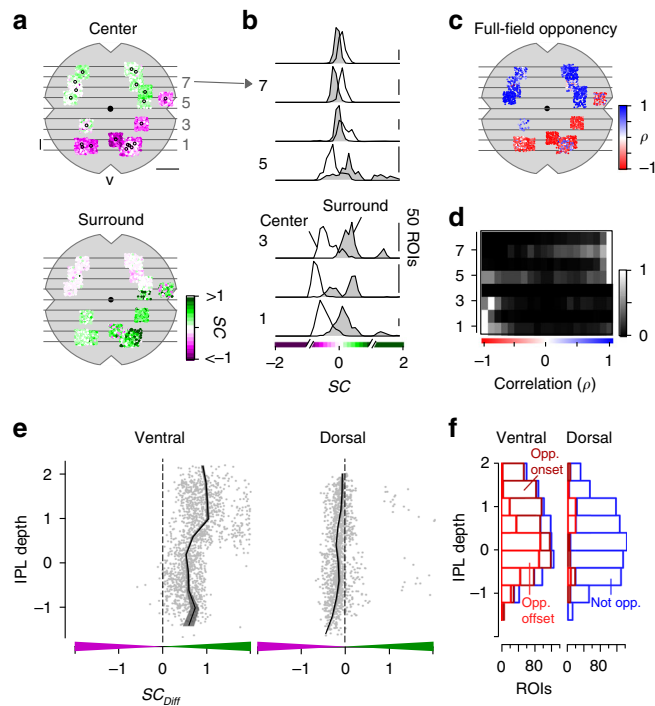 a
Center
7
5
3
1
l
v
Surround
>1
SC
<–1
b
7
5
Center
Surround
3
1
50 ROIs
–2
0
2
SC
c
Full-field opponency
1
0
–1
ρ
d
7
5
3
1
–1
0
1
Correlation (ρ)
1
0
e
Ventral
Dorsal
IPL depth
2
1
0
–1
–1
0
1
–1
0
1
SC_Diff
f
Ventral
Dorsal
Opp. onset
Opp. offset
Not opp.
IPL depth
2
1
0
–1
0
80
0
80
ROIs